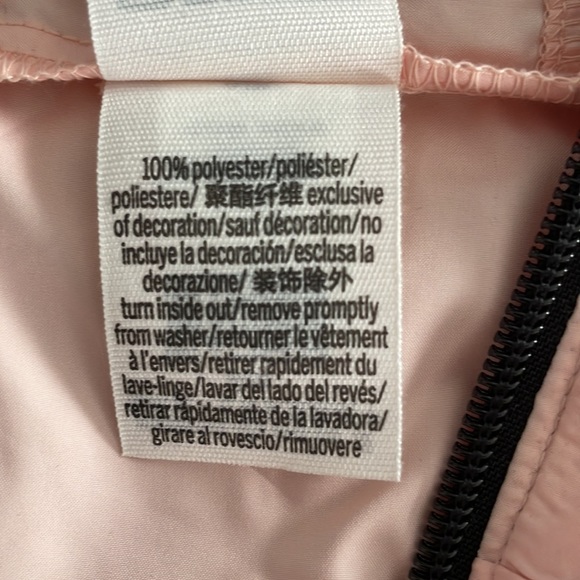 100% polyester/poliéster/
poliestere/ 聚酯纤维 exclusive
of decoration/sauf décoration/no
incluye la decoración/esclusa la
decorazione/ 装饰除外
turn inside out/remove promptly
from washer/retourner le vêtement
à l'envers/retirer rapidement du
lave-linge/lavar del lado del revés/
retirar rápidamente de la lavadora/
girare al rovescio/rimuovere